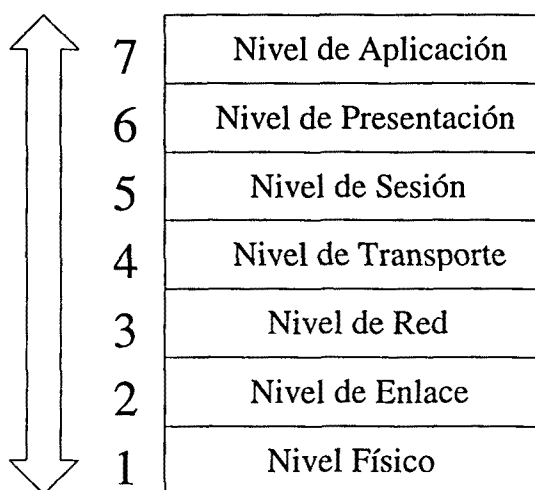 7 Nivel de Aplicación
6 Nivel de Presentación
5 Nivel de Sesión
4 Nivel de Transporte
3 Nivel de Red
2 Nivel de Enlace
1 Nivel Físico